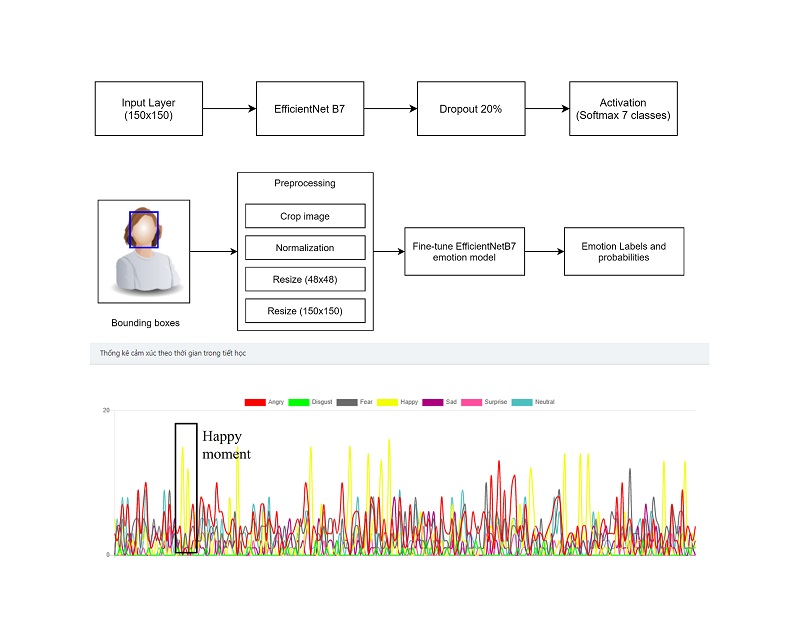 Input Layer
(150x150)
EfficientNet B7
Dropout 20%
Activation
(Softmax 7 classes)
Preprocessing
Crop image
Normalization
Resize (48x48)
Resize (150x150)
Fine-tune EfficientNetB7
emotion model
Emotion Labels and
probabilities
Bounding boxes
Thống kê cảm xúc theo thời gian trong tiết học
Angry Disgust Fear Happy Sad Surprise Neutral
20
Happy
moment
0